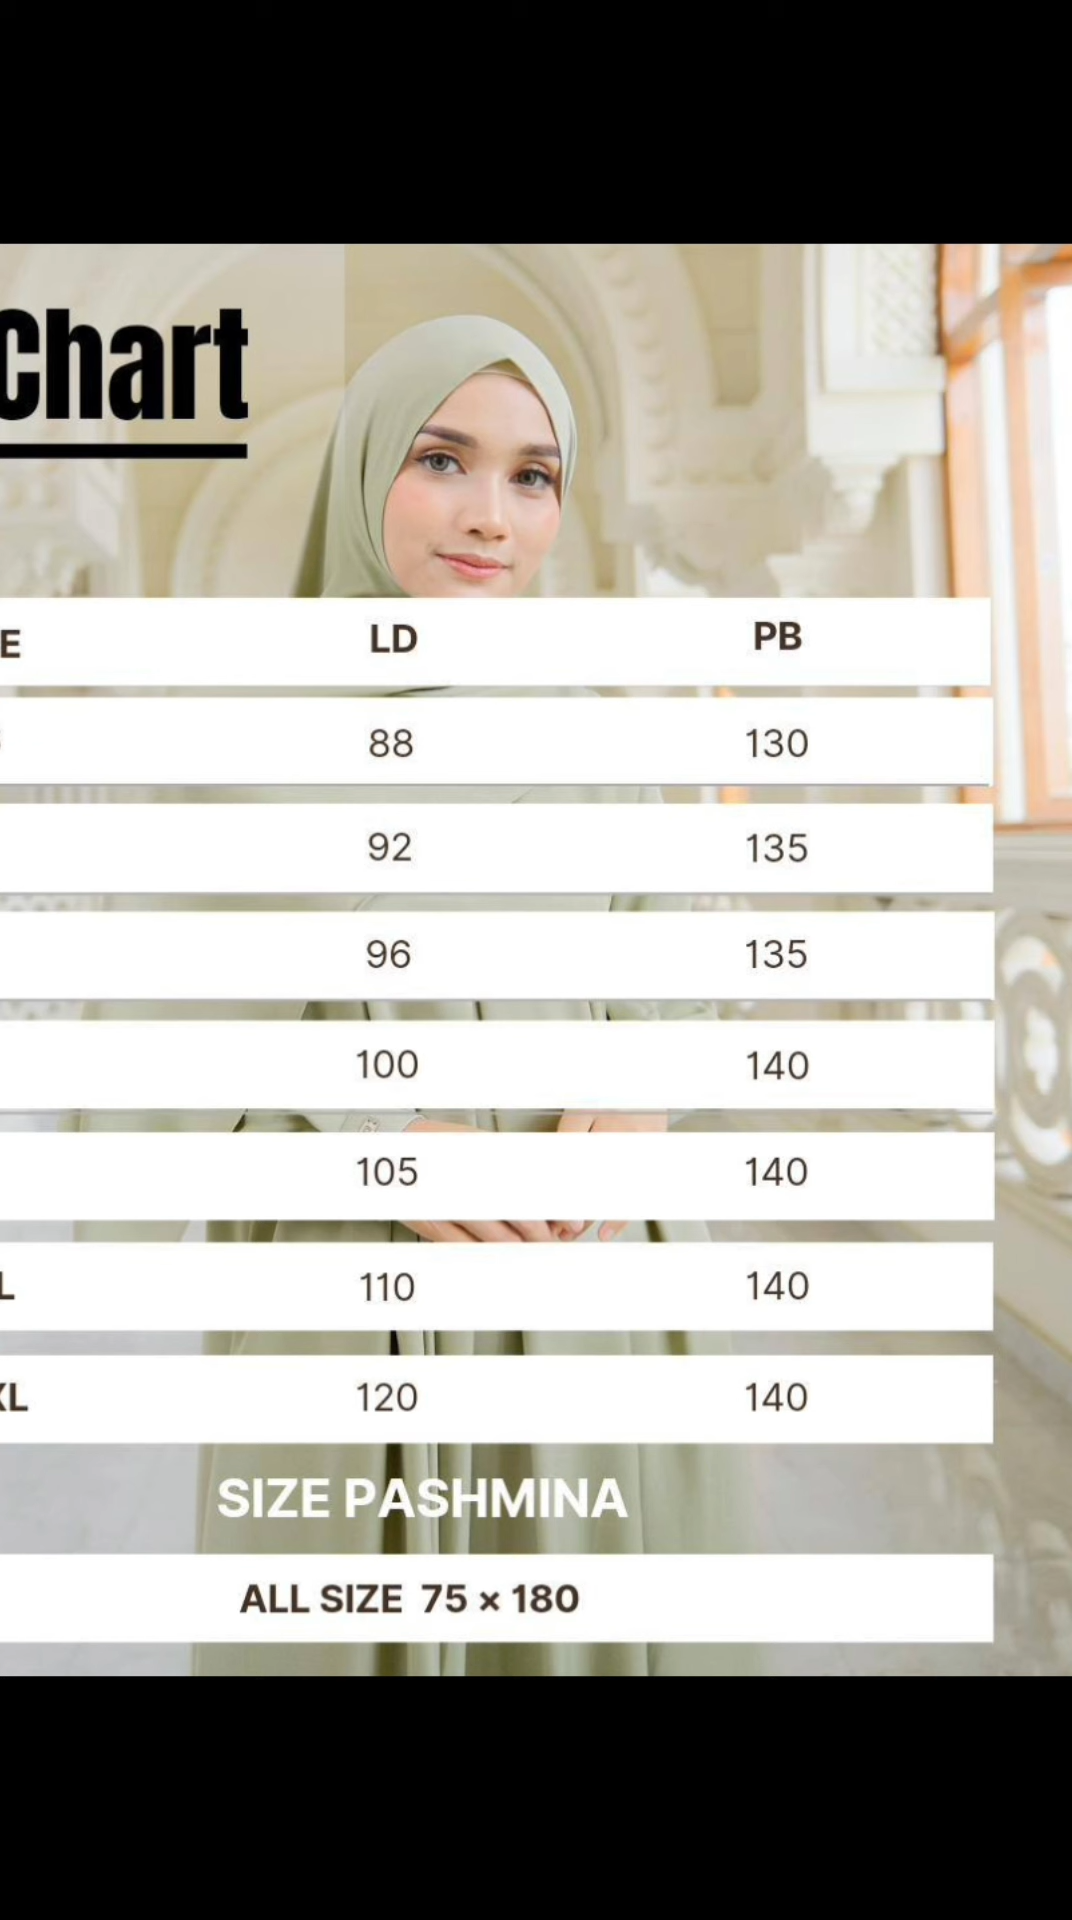 Chart
E LD PB
88 130
92 135
96 135
100 140
105 140
L 110 140
XL 120 140
SIZE PASHMINA
ALL SIZE 75 × 180